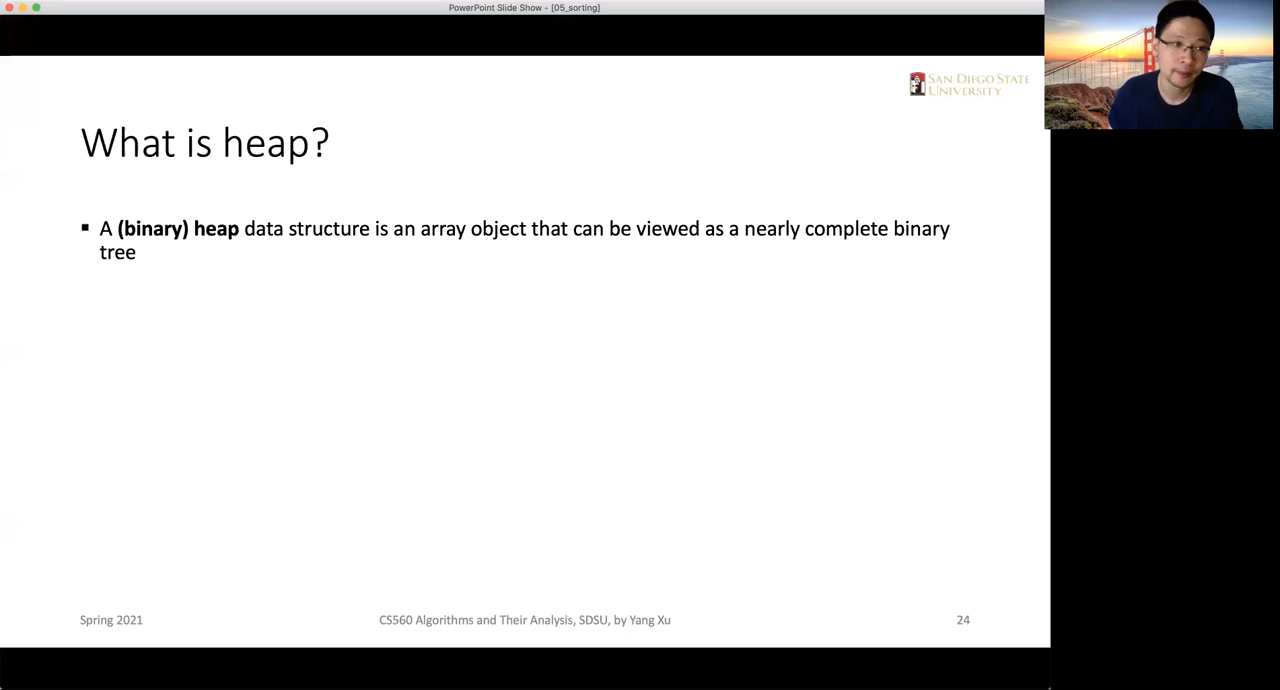 PowerPoint Slide Show - [05_sorting]
SAN DIEGO STATE
UNIVERSITY
What is heap?
▪ A (binary) heap data structure is an array object that can be viewed as a nearly complete binary
tree
Spring 2021
CS560 Algorithms and Their Analysis, SDSU, by Yang Xu
24